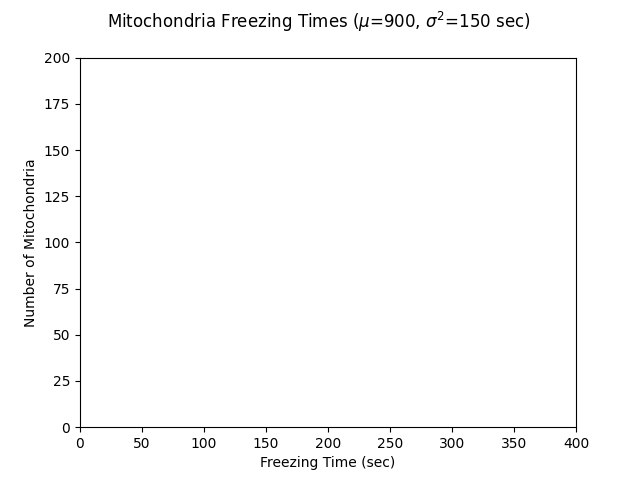 Mitochondria Freezing Times (μ=900, σ²=150 sec)
200
175
150
125
100
75
50
25
0
Number of Mitochondria
0 50 100 150 200 250 300 350 400
Freezing Time (sec)